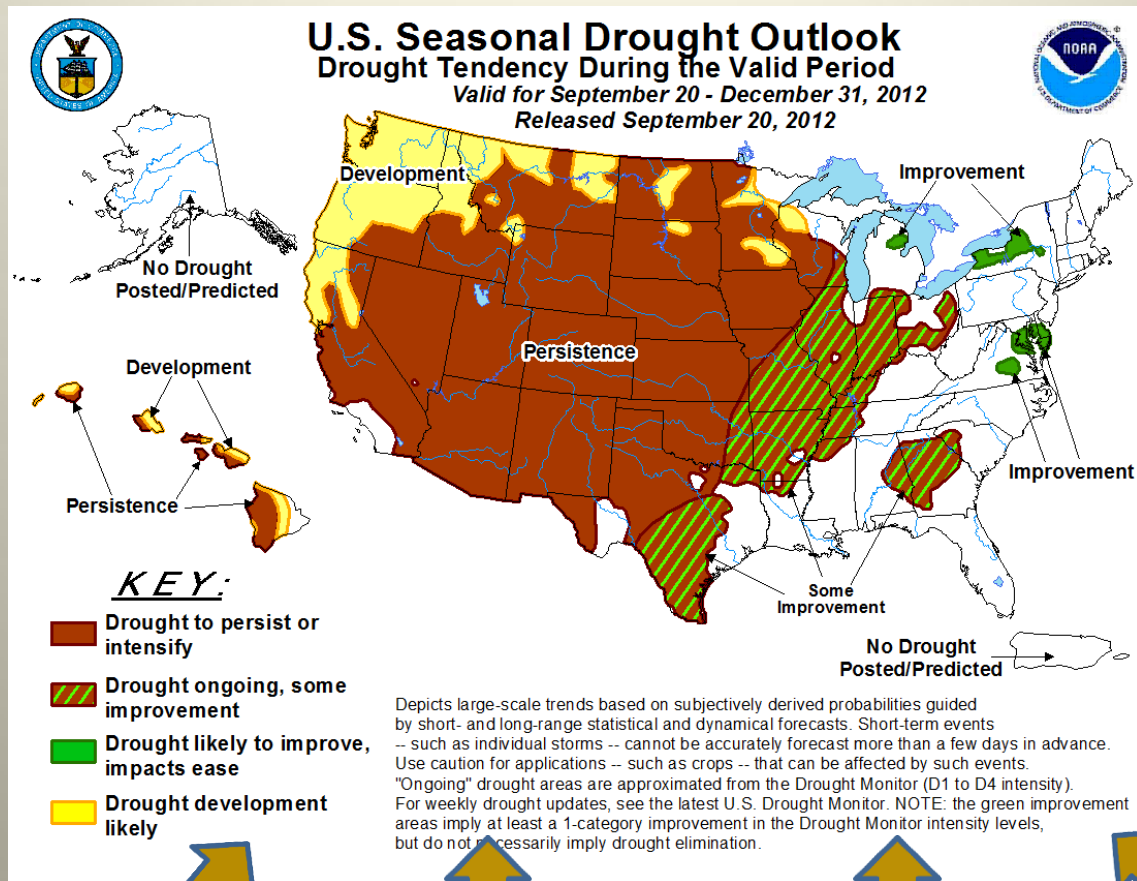 U.S. Seasonal Drought Outlook
Drought Tendency During the Valid Period
Valid for September 20 - December 31, 2012
Released September 20, 2012
NOAA
Development
Improvement
No Drought
Posted/Predicted
Persistence
Development
Improvement
Persistence
Some
Improvement
No Drought
Posted/Predicted
KEY:
Drought to persist or
intensify
Drought ongoing, some
improvement
Drought likely to improve,
impacts ease
Drought development
likely
Depicts large-scale trends based on subjectively derived probabilities guided
by short- and long-range statistical and dynamical forecasts. Short-term events
-- such as individual storms -- cannot be accurately forecast more than a few days in advance.
Use caution for applications -- such as crops -- that can be affected by such events.
"Ongoing" drought areas are approximated from the Drought Monitor (D1 to D4 intensity).
For weekly drought updates, see the latest U.S. Drought Monitor. NOTE: the green improvement
areas imply at least a 1-category improvement in the Drought Monitor intensity levels,
but do not necessarily imply drought elimination.